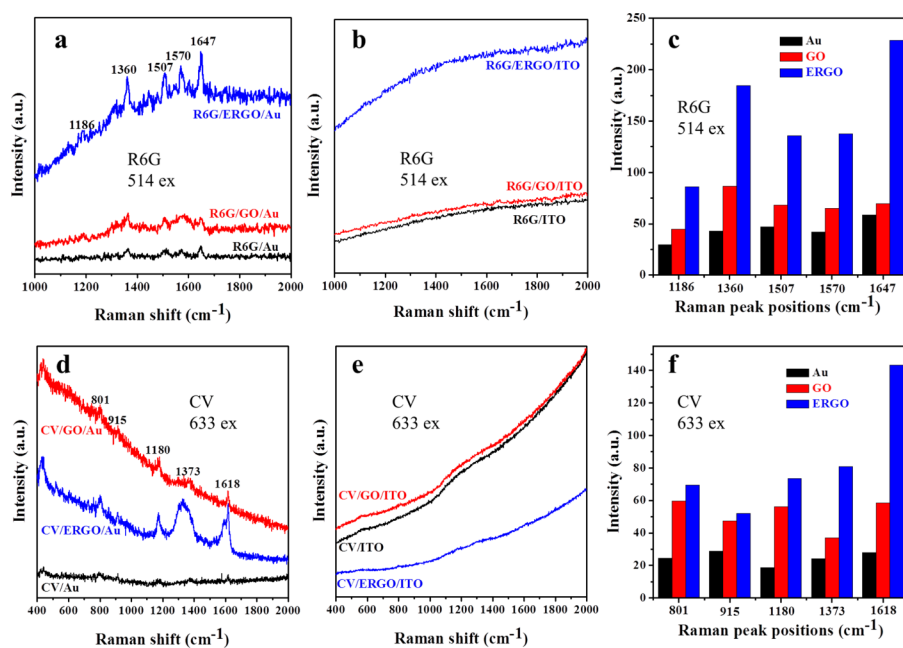 a
1360
1507
1570
1647
1186
R6G/ERGO/Au
R6G
514 ex
R6G/GO/Au
R6G/Au
Intensity (a.u.)
1000 1200 1400 1600 1800 2000
Raman shift (cm-1)
b
R6G/ERGO/ITO
R6G
514 ex
R6G/GO/ITO
R6G/ITO
Intensity (a.u.)
1000 1200 1400 1600 1800 2000
Raman shift (cm-1)
c
Au
GO
ERGO
R6G
514 ex
Intensity (a.u.)
250
200
150
100
50
0
1186 1360 1507 1570 1647
Raman peak positions (cm-1)
d
CV
633 ex
801
915
1180
1373
1618
CV/GO/Au
CV/ERGO/Au
CV/Au
Intensity (a.u.)
400 600 800 1000 1200 1400 1600 1800 2000
Raman shift (cm-1)
e
CV
633 ex
CV/GO/ITO
CV/ITO
CV/ERGO/ITO
Intensity (a.u.)
400 600 800 1000 1200 1400 1600 1800 2000
Raman shift (cm-1)
f
Au
GO
ERGO
CV
633 ex
Intensity (a.u.)
140
120
100
80
60
40
20
0
801 915 1180 1373 1618
Raman peak positions (cm-1)